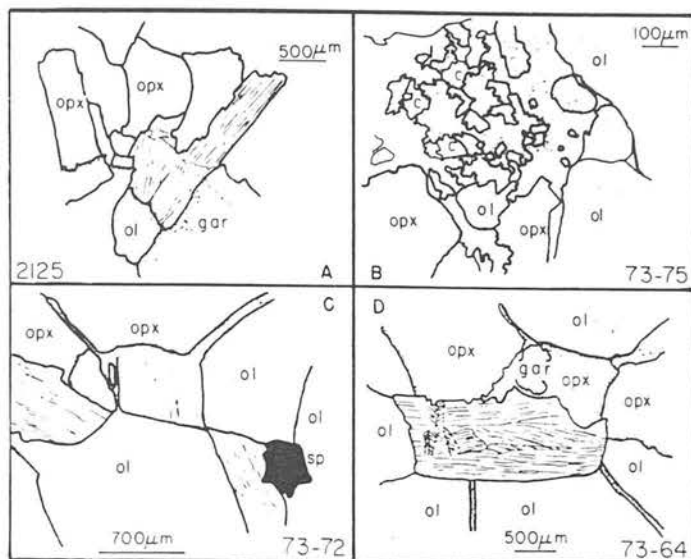 500μm
opx
opx
ol
gar
2125
A
100μm
ol
c
c
c
opx
ol
opx
ol
B
73-75
C
opx
opx
ol
ol
sp
ol
700μm
73-72
D
ol
opx
gar
opx
opx
ol
ol
ol
ol
500μm
73-64